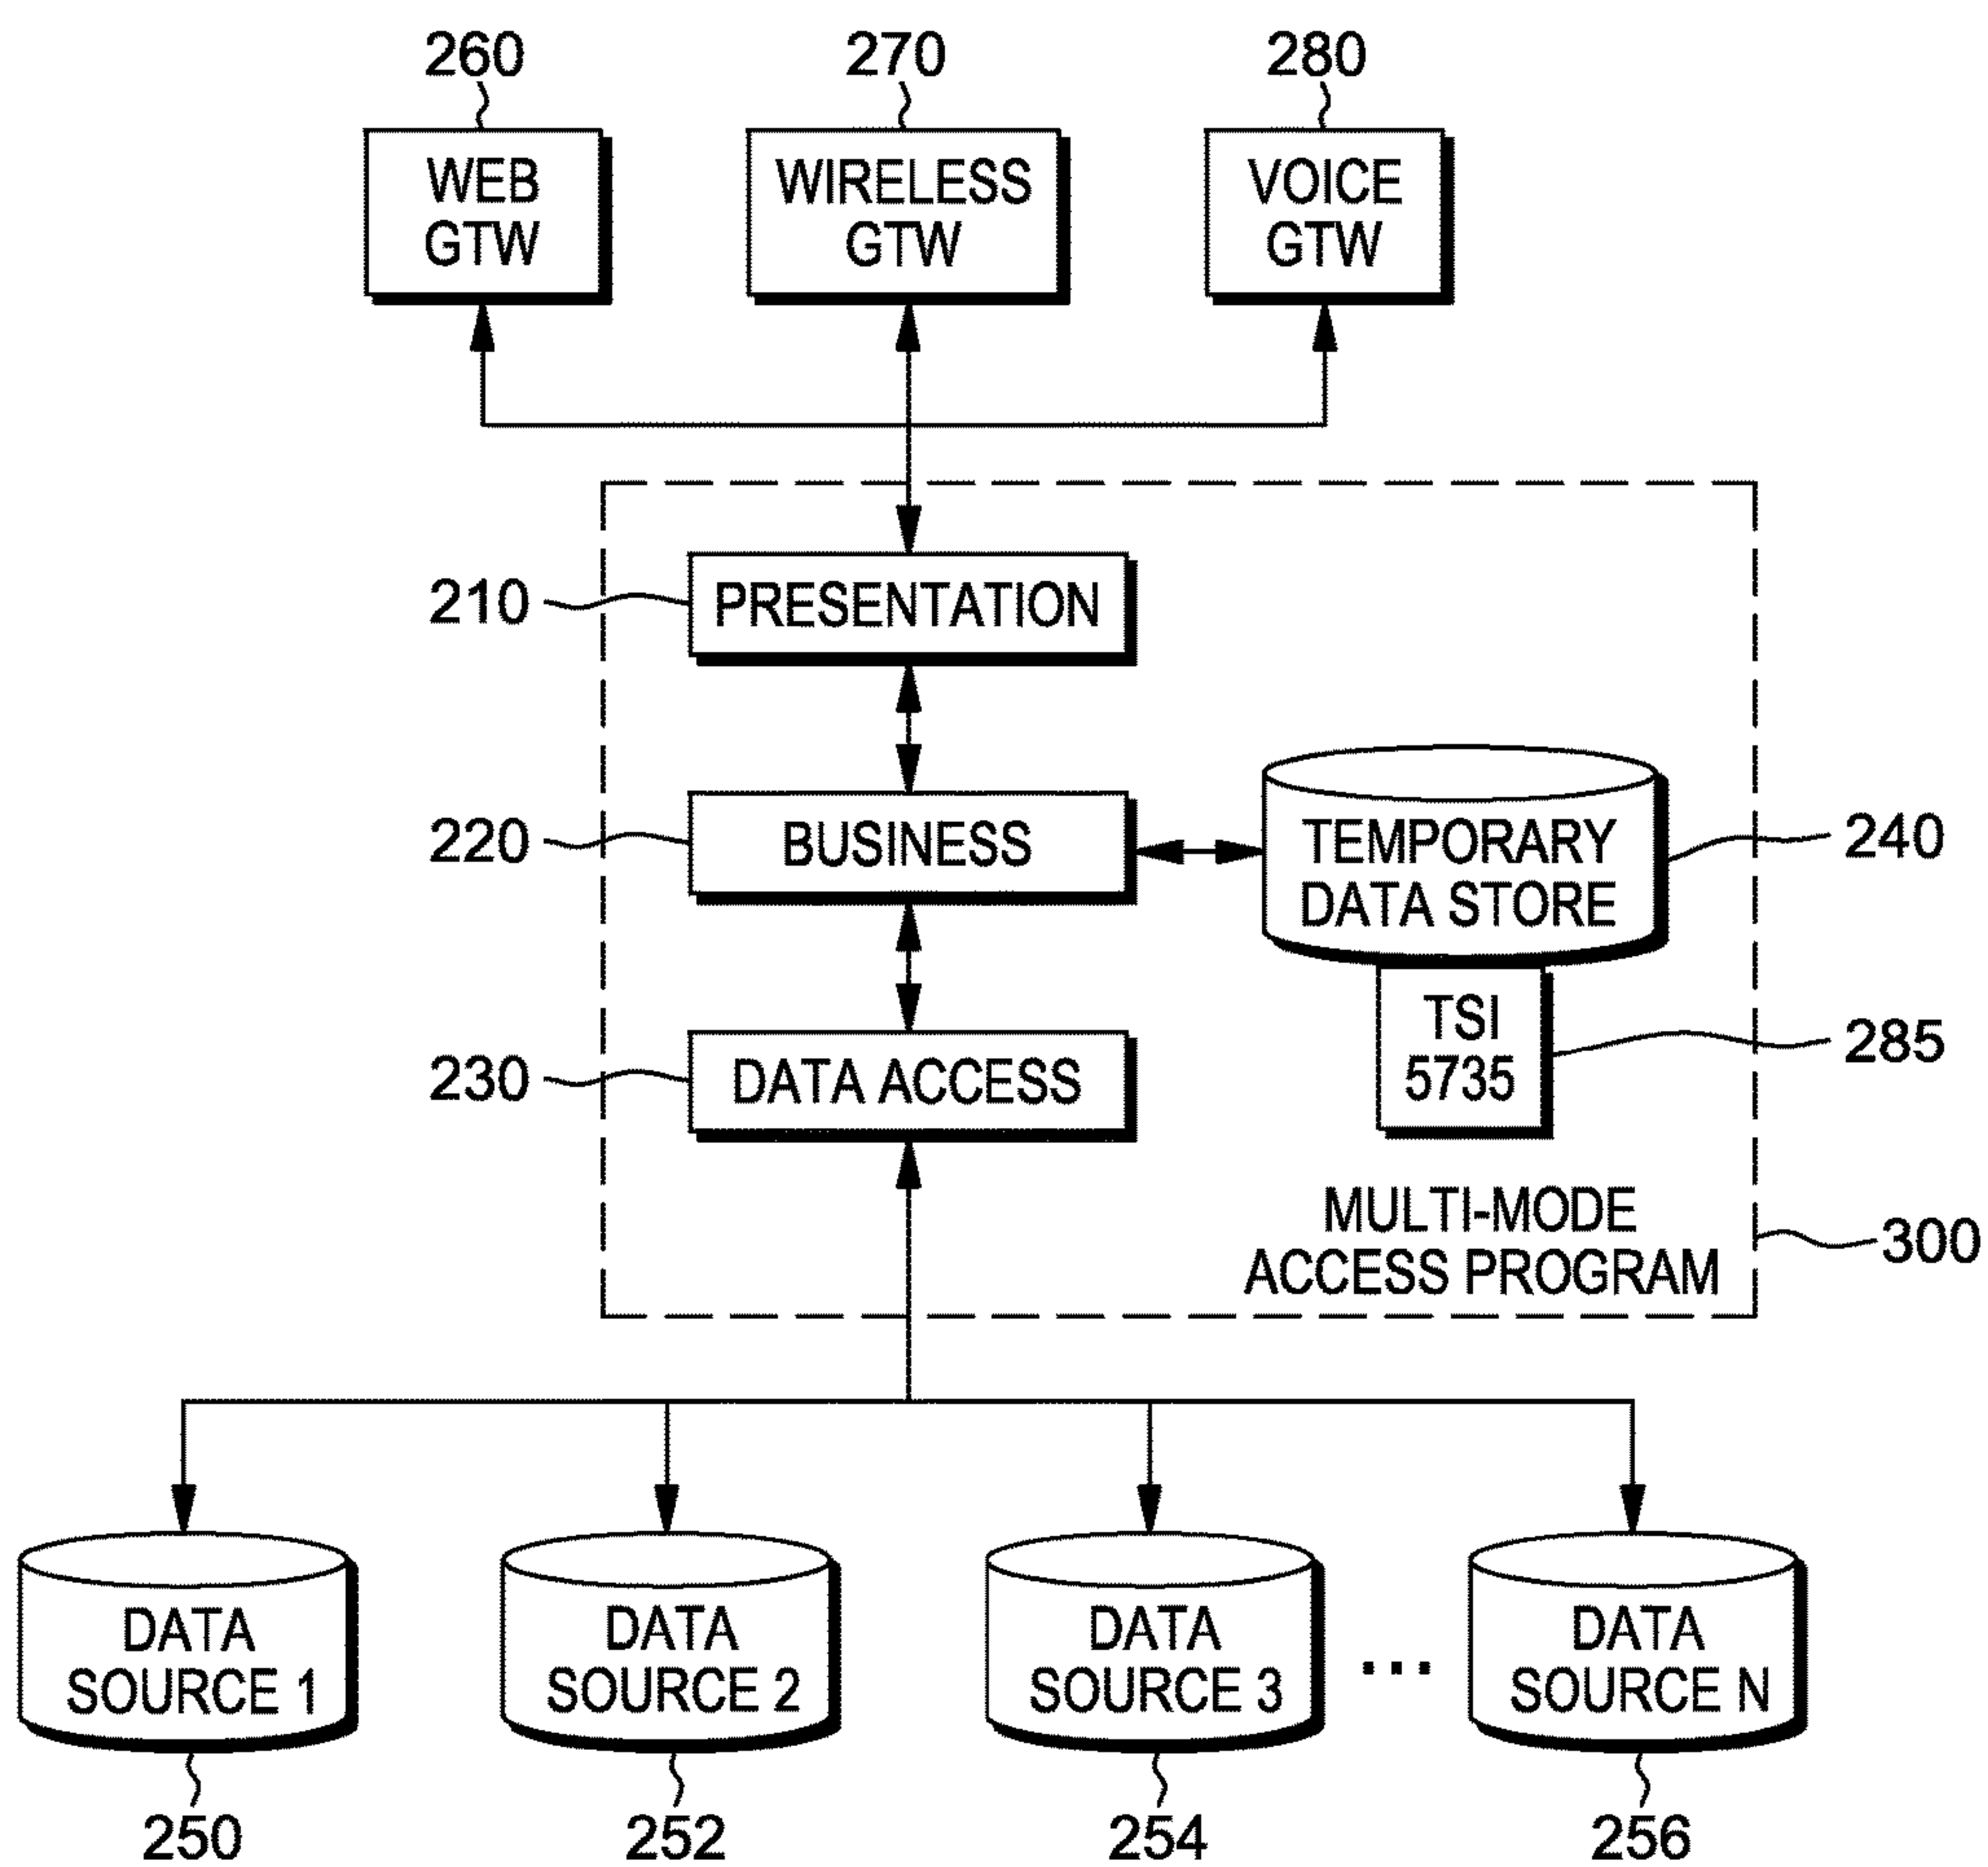 260
270
280
WEB
GTW
WIRELESS
GTW
VOICE
GTW
210
PRESENTATION
220
BUSINESS
TEMPORARY
DATA STORE
240
230
DATA ACCESS
TSI
5735
285
MULTI-MODE
ACCESS PROGRAM
300
DATA
SOURCE 1
DATA
SOURCE 2
DATA
SOURCE 3
...
DATA
SOURCE N
250
252
254
256